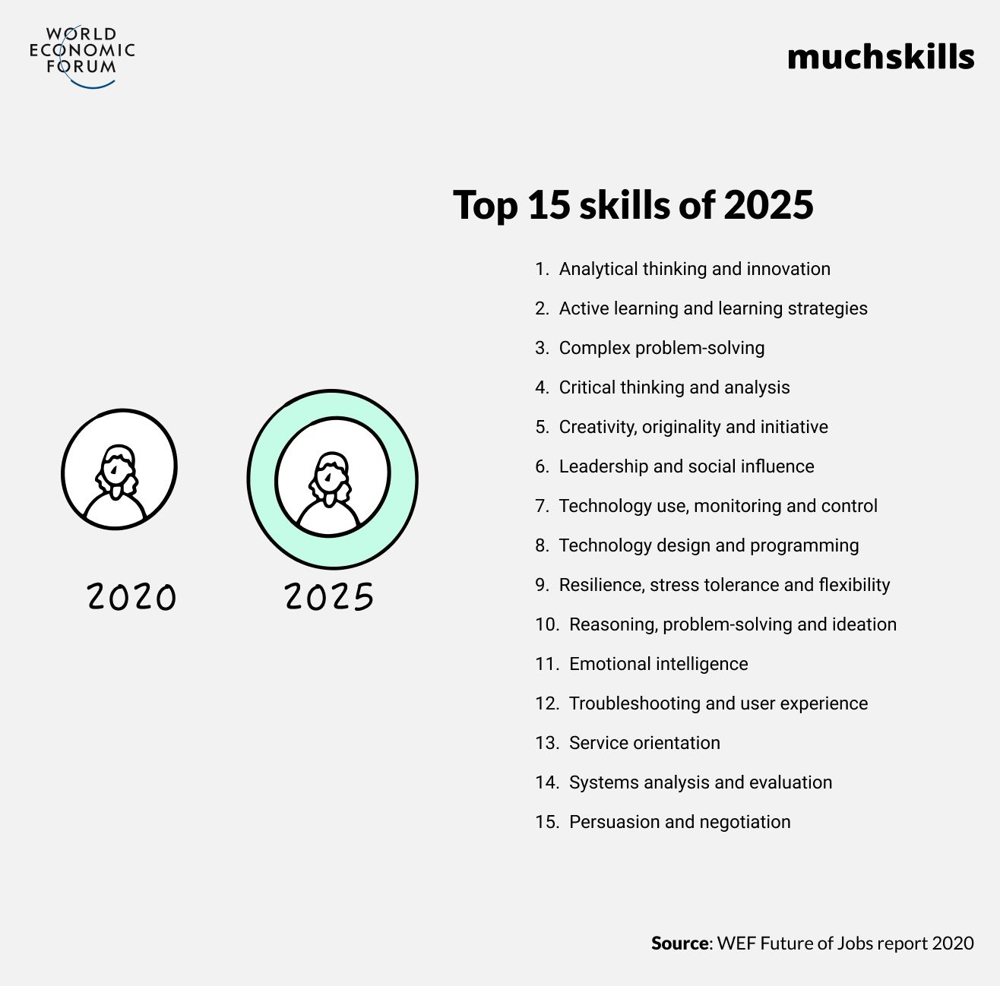 WORLD
ECONOMIC
FORUM
muchskills
Top 15 skills of 2025
1. Analytical thinking and innovation
2. Active learning and learning strategies
3. Complex problem-solving
4. Critical thinking and analysis
5. Creativity, originality and initiative
6. Leadership and social influence
7. Technology use, monitoring and control
8. Technology design and programming
9. Resilience, stress tolerance and flexibility
10. Reasoning, problem-solving and ideation
11. Emotional intelligence
12. Troubleshooting and user experience
13. Service orientation
14. Systems analysis and evaluation
15. Persuasion and negotiation
2020
2025
Source: WEF Future of Jobs report 2020